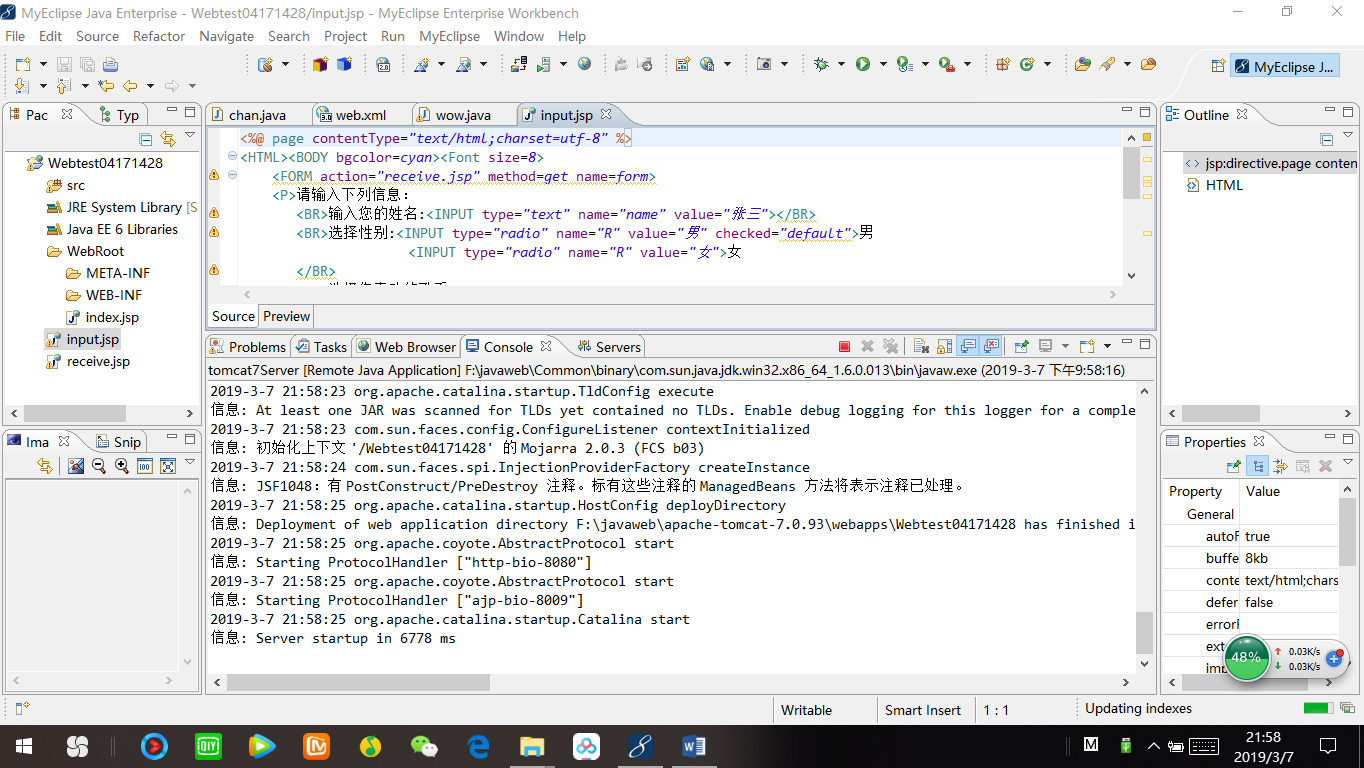 MyEclipse Java Enterprise - Webtest04171428/input.jsp - MyEclipse Enterprise Workbench
File Edit Source Refactor Navigate Search Project Run MyEclipse Window Help
MyEclipse J...
Pac
Typ
Webtest04171428
src
JRE System Library [S
Java EE 6 Libraries
WebRoot
META-INF
WEB-INF
index.jsp
input.jsp
receive.jsp
Ima
Snip
chan.java
web.xml
wow.java
input.jsp
<%@ page contentType="text/html;charset=utf-8" %>
<HTML><BODY bgcolor=cyan><Font size=8>
<FORM action="receive.jsp" method=get name=form>
<P>请输入下列信息:
<BR>输入您的姓名:<INPUT type="text" name="name" value="张三"></BR>
<BR>选择性别:<INPUT type="radio" name="R" value="男" checked="default">男
<INPUT type="radio" name="R" value="女">女
</BR>
Source Preview
Problems Tasks Web Browser Console Servers
tomcat7Server [Remote Java Application] F:\javaweb\Common\binary\com.sun.java.jdk.win32.x86_64_1.6.0.013\bin\javaw.exe (2019-3-7 下午9:58:16)
2019-3-7 21:58:23 org.apache.catalina.startup.TldConfig execute
信息: At least one JAR was scanned for TLDs yet contained no TLDs. Enable debug logging for this logger for a comple
2019-3-7 21:58:23 com.sun.faces.config.ConfigureListener contextInitialized
信息: 初始化上下文 '/Webtest04171428' 的 Mojarra 2.0.3 (FCS b03)
2019-3-7 21:58:24 com.sun.faces.spi.InjectionProviderFactory createInstance
信息: JSF1048：有 PostConstruct/PreDestroy 注释。标有这些注释的 ManagedBeans 方法将表示注释已处理。
2019-3-7 21:58:25 org.apache.catalina.startup.HostConfig deployDirectory
信息: Deployment of web application directory F:\javaweb\apache-tomcat-7.0.93\webapps\Webtest04171428 has finished i
2019-3-7 21:58:25 org.apache.coyote.AbstractProtocol start
信息: Starting ProtocolHandler ["http-bio-8080"]
2019-3-7 21:58:25 org.apache.coyote.AbstractProtocol start
信息: Starting ProtocolHandler ["ajp-bio-8009"]
2019-3-7 21:58:25 org.apache.catalina.startup.Catalina start
信息: Server startup in 6778 ms
Outline
jsp:directive.page conten
HTML
Properties
Property Value
General
autoF true
buffe 8kb
conte text/html;chars
defer false
errorF
exte
imp
48%
0.03K/s
0.03K/s
Writable
Smart Insert
1 : 1
Updating indexes
M
21:58
2019/3/7